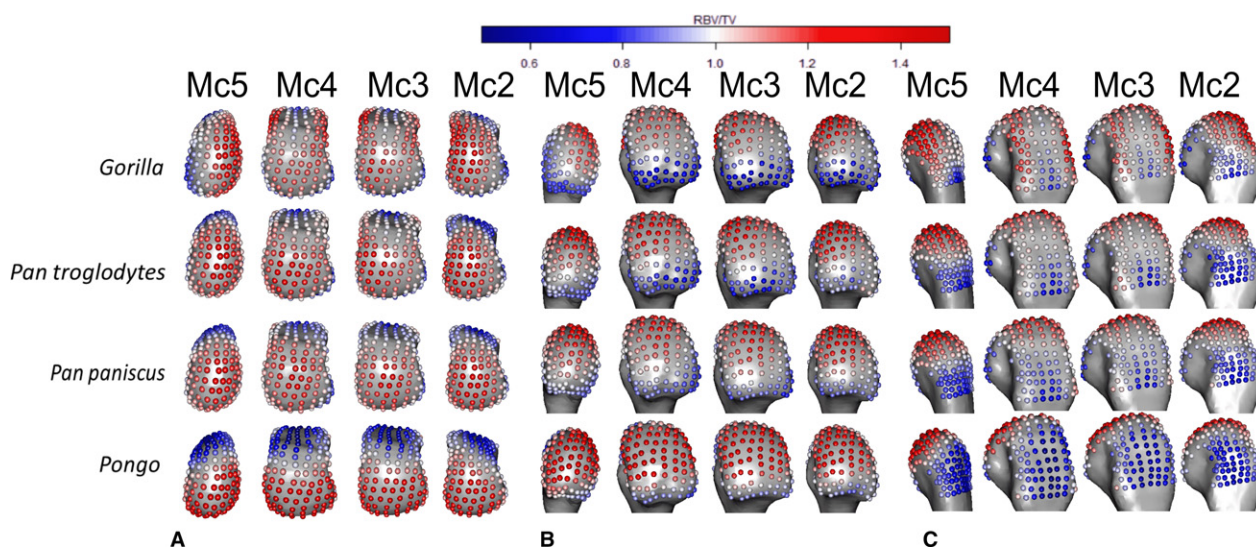 RBV/TV
0.6 0.8 1.0 1.2 1.4
Mc5 Mc4 Mc3 Mc2 Mc5 Mc4 Mc3 Mc2 Mc5 Mc4 Mc3 Mc2
Gorilla
Pan troglodytes
Pan paniscus
Pongo
A B C